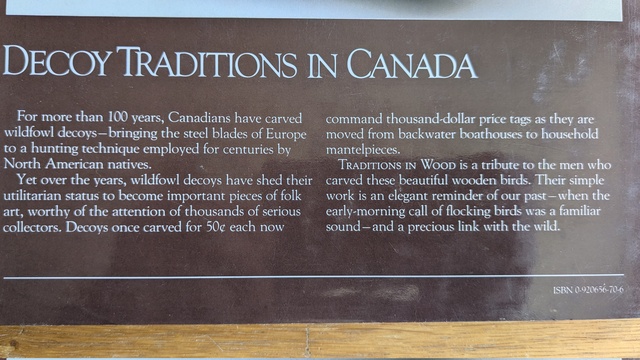 DECOY TRADITIONS IN CANADA
For more than 100 years, Canadians have carved
wildfowl decoys—bringing the steel blades of Europe
to a hunting technique employed for centuries by
North American natives.
Yet over the years, wildfowl decoys have shed their
utilitarian status to become important pieces of folk
art, worthy of the attention of thousands of serious
collectors. Decoys once carved for 50¢ each now
command thousand-dollar price tags as they are
moved from backwater boathouses to household
mantelpieces.
TRADITIONS IN WOOD is a tribute to the men who
carved these beautiful wooden birds. Their simple
work is an elegant reminder of our past—when the
early-morning call of flocking birds was a familiar
sound—and a precious link with the wild.
ISBN 0-920656-70-6